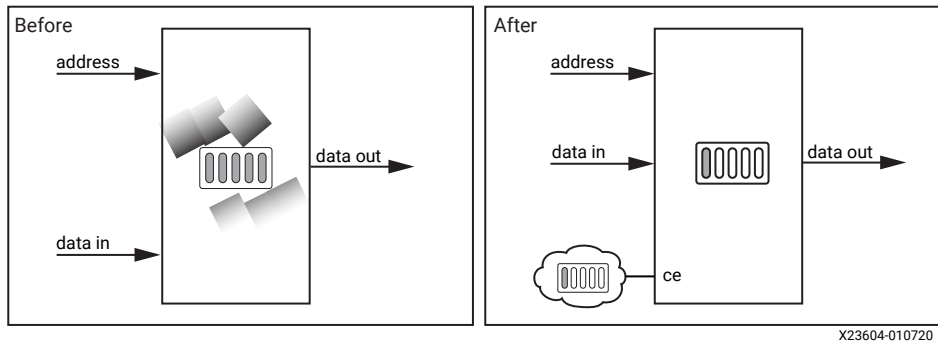 Before
address
data out
data in
After
address
data in
data out
ce
X23604-010720